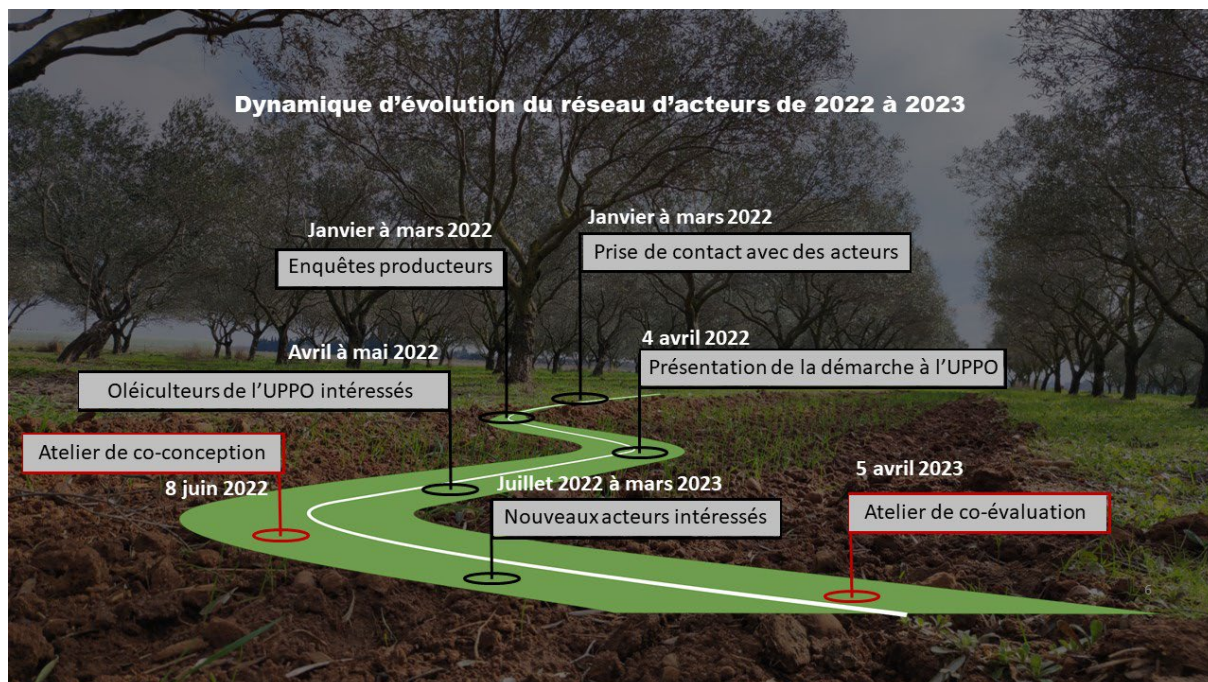 Dynamique d’évolution du réseau d’acteurs de 2022 à 2023
Janvier à mars 2022
Prise de contact avec des acteurs
Janvier à mars 2022
Enquêtes producteurs
4 avril 2022
Présentation de la démarche à l’UPPO
Avril à mai 2022
Oléiculteurs de l’UPPO intéressés
Atelier de co-conception
8 juin 2022
Juillet 2022 à mars 2023
Nouveaux acteurs intéressés
5 avril 2023
Atelier de co-évaluation
6